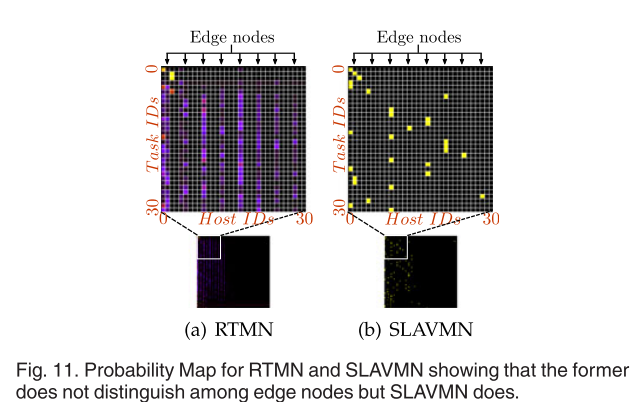 Edge nodes Edge nodes
0 0
Task IDs Task IDs
30 30
0 Host IDs 30 0 Host IDs 30
(a) RTMN (b) SLAVMN
Fig. 11. Probability Map for RTMN and SLAVMN showing that the former
does not distinguish among edge nodes but SLAVMN does.